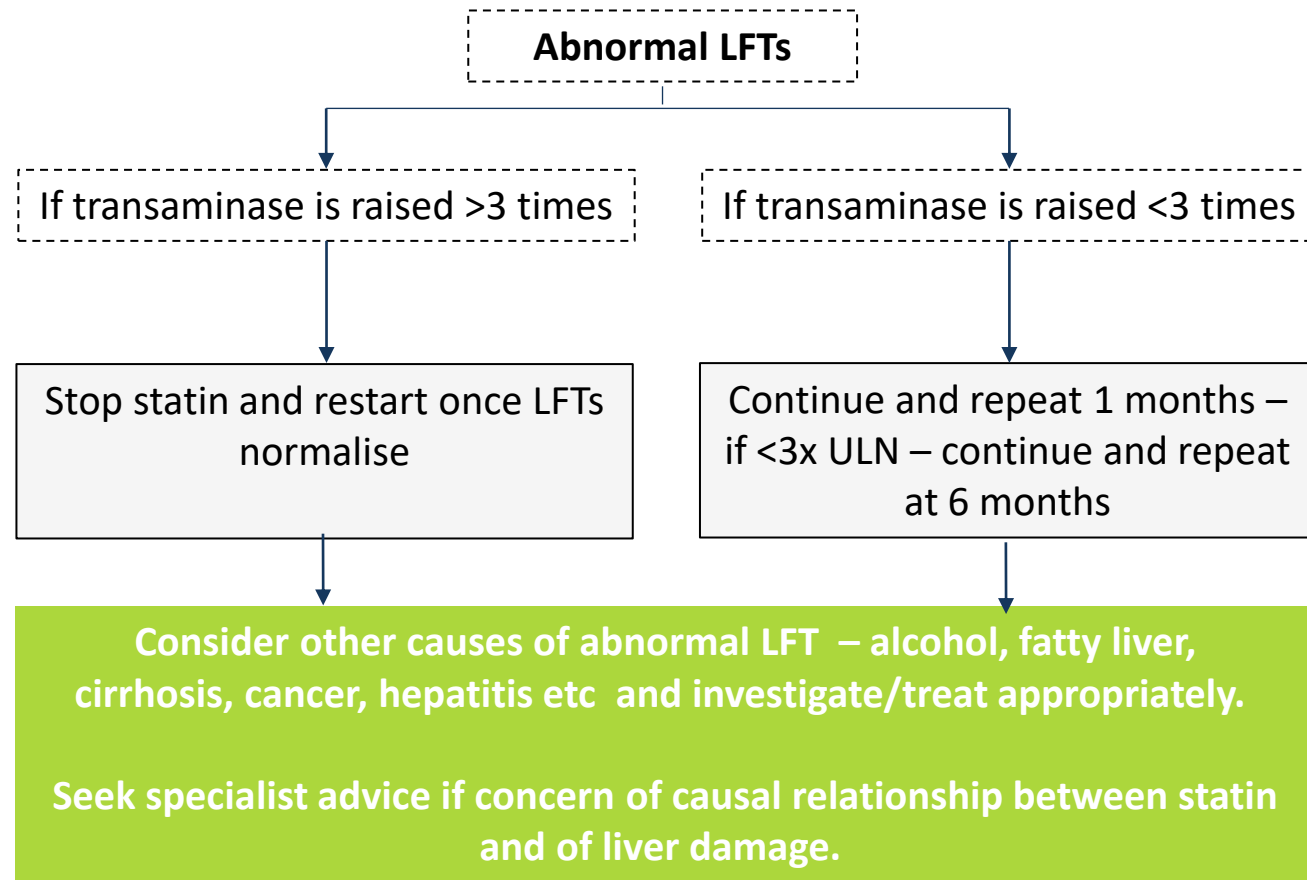 Abnormal LFTs
If transaminase is raised >3 times
If transaminase is raised <3 times
Stop statin and restart once LFTs
normalise
Continue and repeat 1 months –
if <3x ULN – continue and repeat
at 6 months
Consider other causes of abnormal LFT – alcohol, fatty liver,
cirrhosis, cancer, hepatitis etc and investigate/treat appropriately.
Seek specialist advice if concern of causal relationship between statin
and of liver damage.